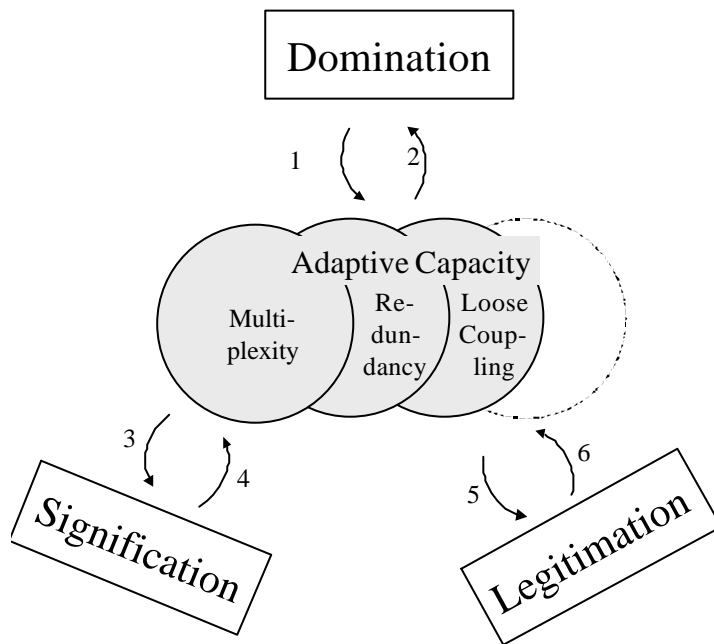 Domination
1
2
Adaptive Capacity
Multi-
plexity
Re-
dun-
dancy
Loose
Coup-
ling
3
4
5
6
Signification
Legitimation